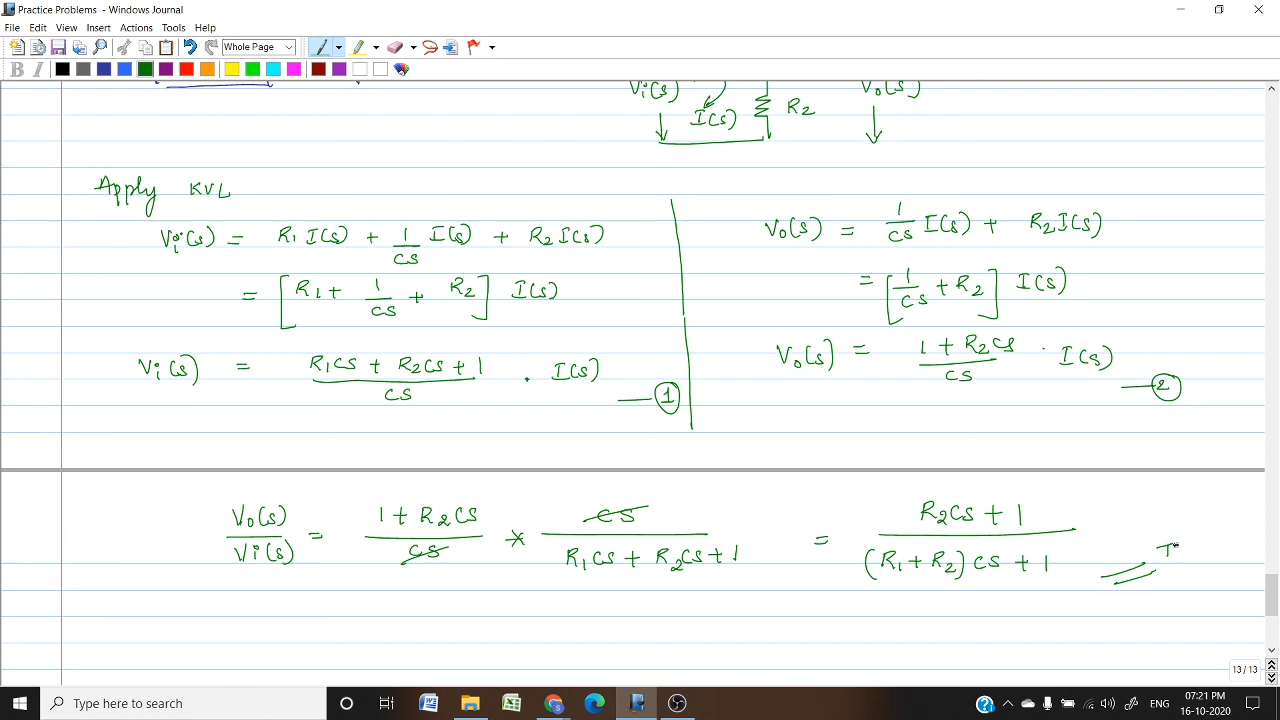 Practice Problems - Windows Journal
File Edit View Insert Actions Tools Help
Whole Page
B I
Vi(s) I(s) R2 Vo(s)
Apply KVL
Vi(s) = R1 I(s) + 1/CS I(s) + R2 I(s)
= [R1 + 1/CS + R2] I(s)
Vi(s) = R1CS + R2CS + 1/CS · I(s) — 1
Vo(s) = 1/CS I(s) + R2 I(s)
= [1/CS + R2] I(s)
Vo(s) = 1 + R2CS/CS · I(s) — 2
Vo(s)/Vi(s) = 1 + R2CS/CS * CS/R1CS + R2CS + 1 = R2CS + 1/(R1 + R2)CS + 1 T
13 / 13
Type here to search
ENG 07:21 PM
16-10-2020